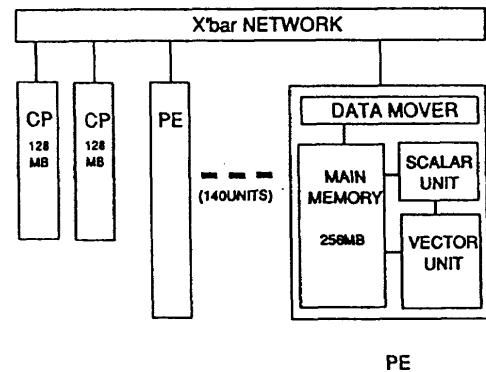 X'bar NETWORK
CP
128
MB
CP
128
MB
PE
(140UNITS)
DATA MOVER
MAIN
MEMORY
256MB
SCALAR
UNIT
VECTOR
UNIT
PE